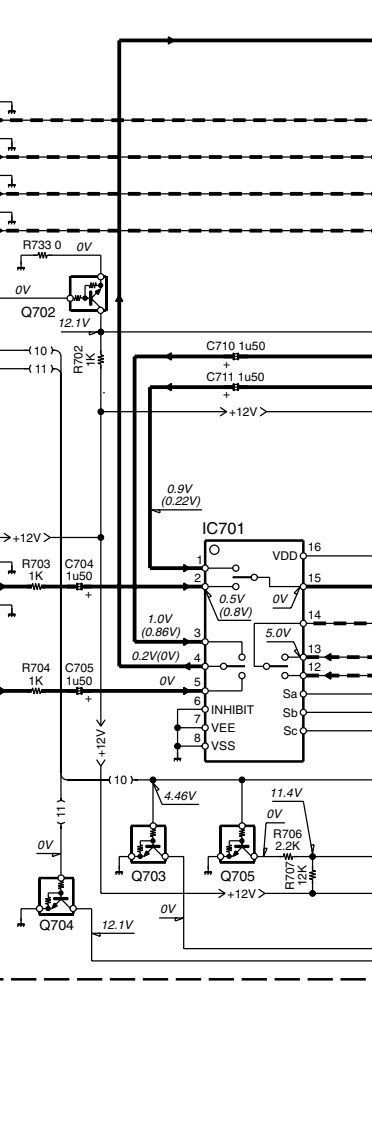 R733 0 0V
0V
Q702
12.1V
R702
1K
10
11
C710 1u50
+
C711 1u50
+
+12V
0.9V
(0.22V)
IC701
+12V
1
VDD 16
R703 C704
1K 1u50
+
2
15
0.5V
(0.8V)
0V
14
1.0V
(0.86V)
3
5.0V
13
0.2V(0V)
4
12
R704 C705
1K 1u50
+
0V
5
Sa
6
INHIBIT
Sb
7
VEE
Sc
8
VSS
+12V
10
4.46V
11.4V
11
0V
R706
2.2K
0V
Q703
Q705
R707
12K
+12V
0V
Q704
12.1V